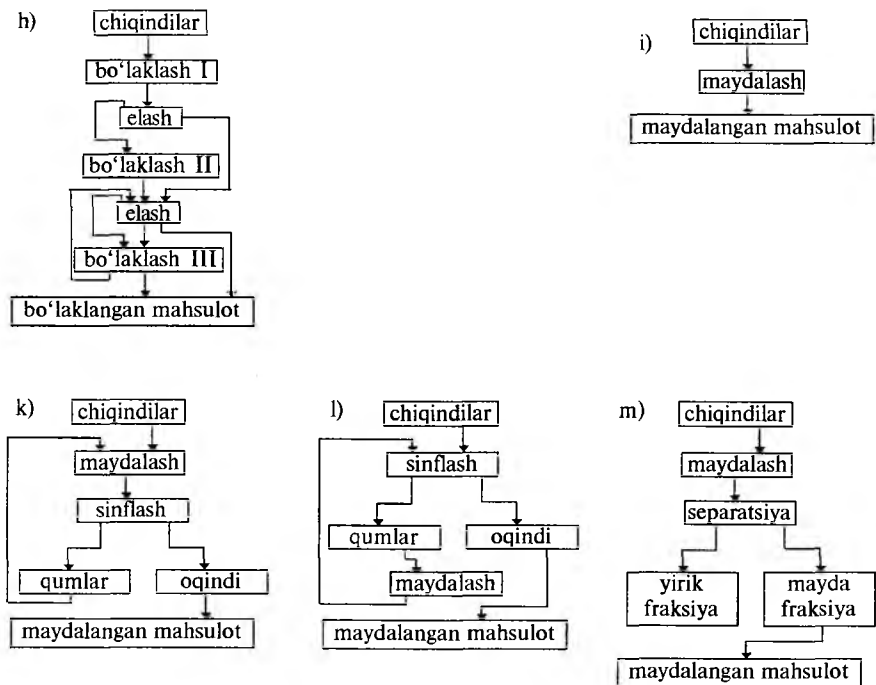 h)
chiqindilar
bo‘laklash I
elash
bo‘laklash II
elash
bo‘laklash III
bo‘laklangan mahsulot
i)
chiqindilar
maydalash
maydalangan mahsulot
k)
chiqindilar
maydalash
sinflash
qumlar oqindi
maydalangan mahsulot
l)
chiqindilar
sinflash
qumlar oqindi
maydalash
maydalangan mahsulot
m)
chiqindilar
maydalash
separatsiya
yirik
fraksiya
mayda
fraksiya
maydalangan mahsulot